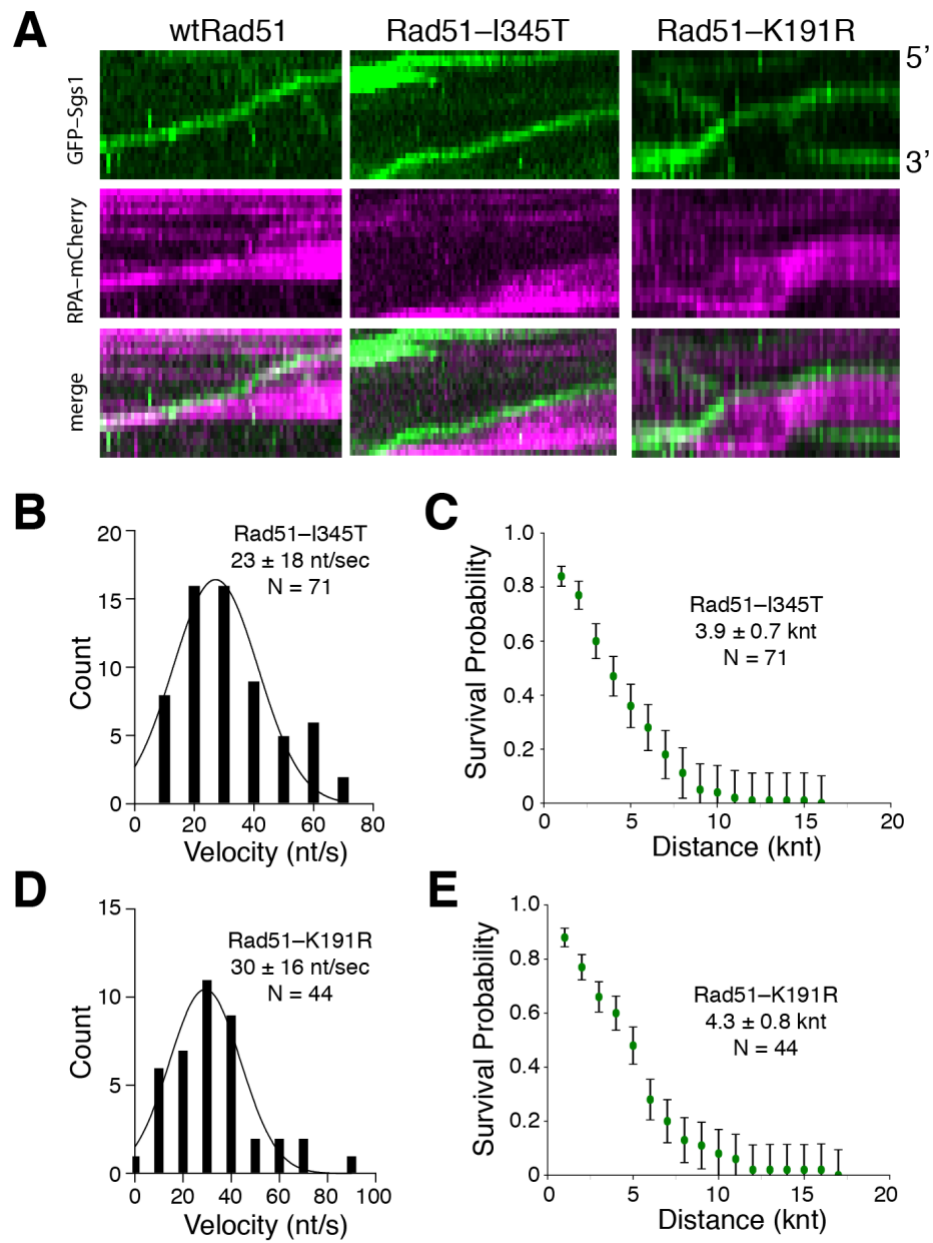 A
wtRad51
Rad51–I345T
Rad51–K191R
GFP–Sgs1
5'
3'
RPA–mCherry
merge
B
20
15
10
5
0
Count
Rad51–I345T
23 ± 18 nt/sec
N = 71
0 20 40 60 80
Velocity (nt/s)
C
1.0
0.8
0.6
0.4
0.2
0
Survival Probability
Rad51–I345T
3.9 ± 0.7 knt
N = 71
0 5 10 15 20
Distance (knt)
D
15
10
5
0
Count
Rad51–K191R
30 ± 16 nt/sec
N = 44
0 20 40 60 80 100
Velocity (nt/s)
E
1.0
0.8
0.6
0.4
0.2
0
Survival Probability
Rad51–K191R
4.3 ± 0.8 knt
N = 44
0 5 10 15 20
Distance (knt)